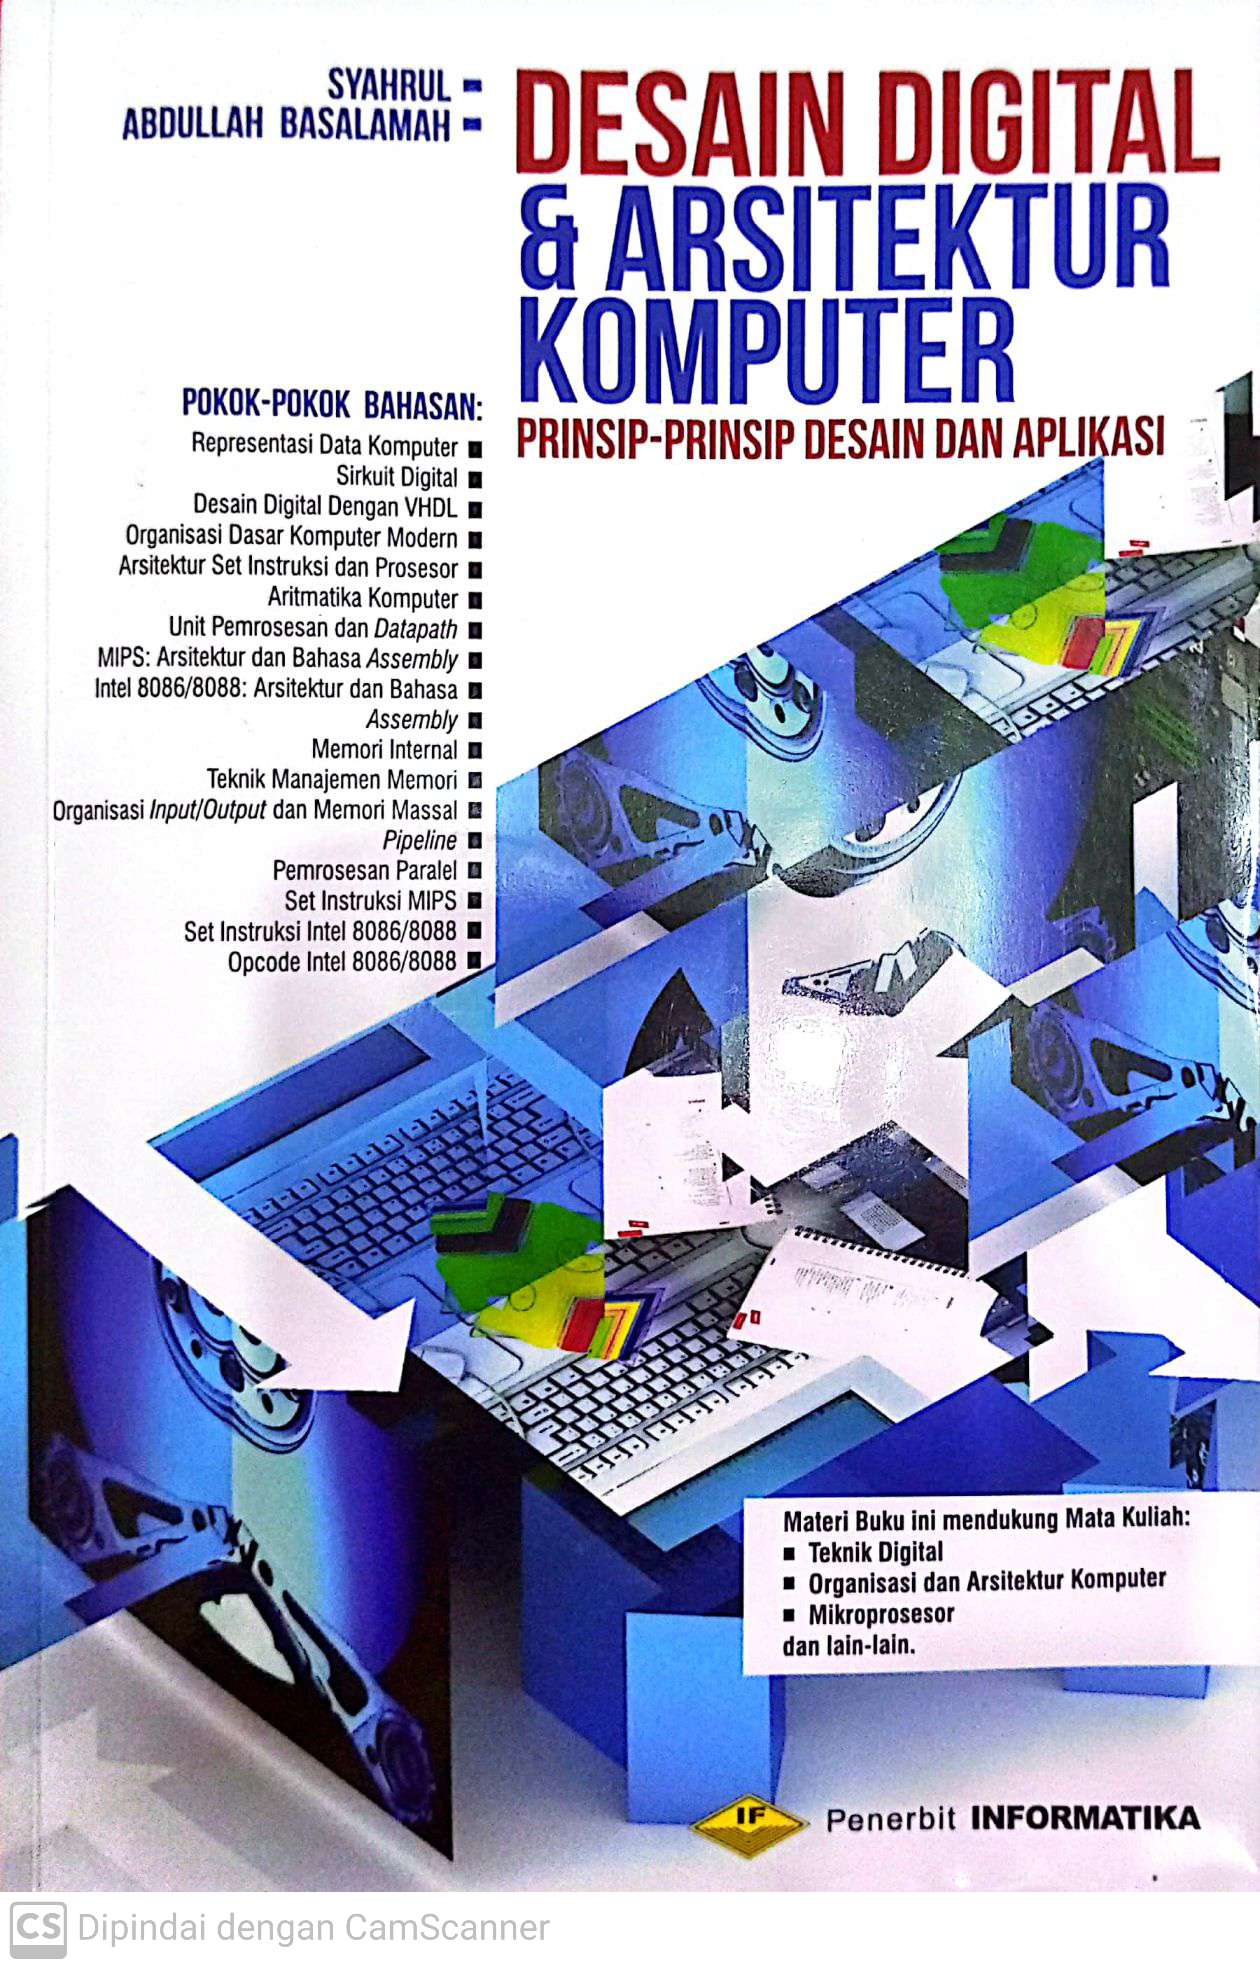 SYAHRUL
ABDULLAH BASALAMAH
DESAIN DIGITAL
& ARSITEKTUR
KOMPUTER
PRINSIP-PRINSIP DESAIN DAN APLIKASI
POKOK-POKOK BAHASAN:
Representasi Data Komputer
Sirkuit Digital
Desain Digital Dengan VHDL
Organisasi Dasar Komputer Modern
Arsitektur Set Instruksi dan Prosesor
Aritmatika Komputer
Unit Pemrosesan dan Datapath
MIPS: Arsitektur dan Bahasa Assembly
Intel 8086/8088: Arsitektur dan Bahasa
Assembly
Memori Internal
Teknik Manajemen Memori
Organisasi Input/Output dan Memori Massal
Pipeline
Pemrosesan Paralel
Set Instruksi MIPS
Set Instruksi Intel 8086/8088
Opcode Intel 8086/8088
Materi Buku ini mendukung Mata Kuliah:
Teknik Digital
Organisasi dan Arsitektur Komputer
Mikroprosesor
dan lain-lain.
IF
Penerbit INFORMATIKA
CS Dipindai dengan CamScanner